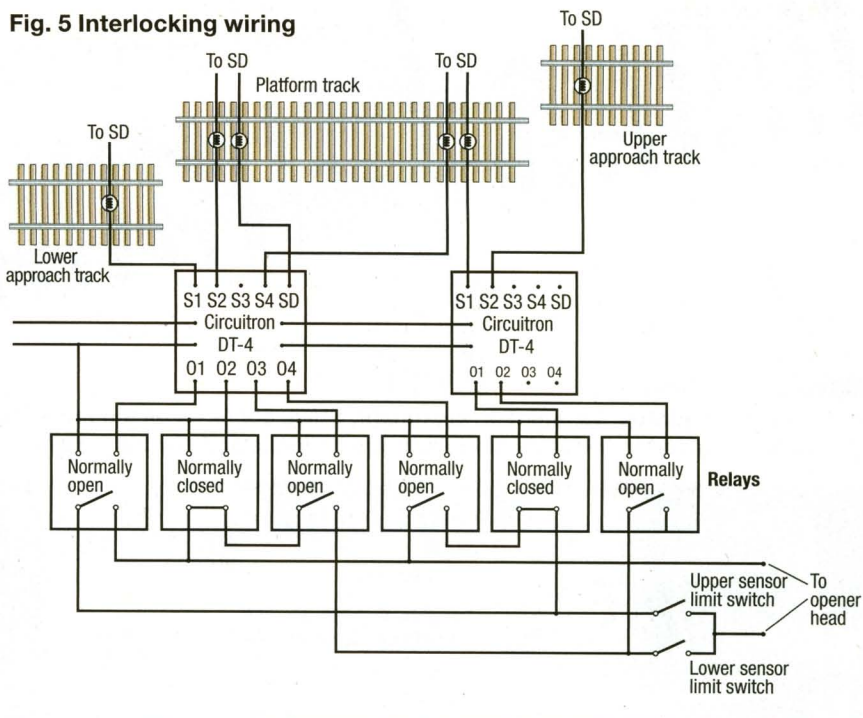 Fig. 5 Interlocking wiring
To SD
To SD
To SD
To SD
To SD
Platform track
Upper
approach track
Lower
approach track
S1 S2 S3 S4 SD
Circuitron
DT-4
01 02 03 04
S1 S2 S3 S4 SD
Circuitron
DT-4
01 02 03 04
Normally
open
Normally
closed
Normally
open
Normally
open
Normally
closed
Normally
open
Relays
Upper sensor
limit switch
To
opener
head
Lower sensor
limit switch